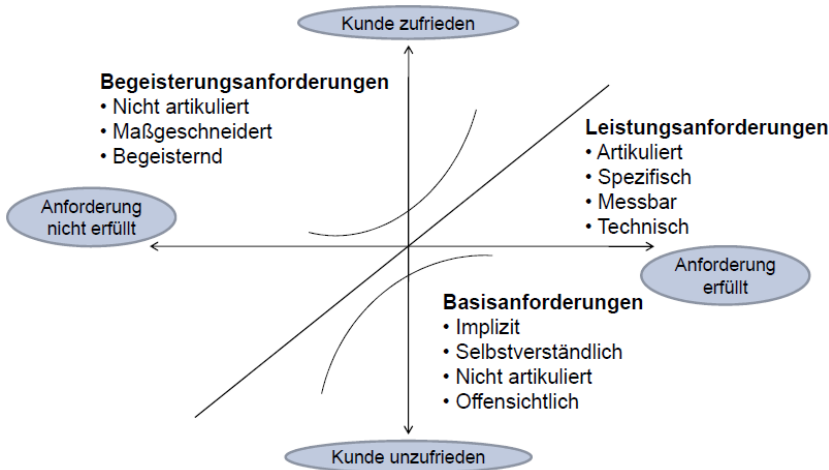 Kunde zufrieden
Begeisterungsanforderungen
• Nicht artikuliert
• Maßgeschneidert
• Begeisternd
Leistungsanforderungen
• Artikuliert
• Spezifisch
• Messbar
• Technisch
Anforderung
nicht erfüllt
Anforderung
erfüllt
Basisanforderungen
• Implizit
• Selbstverständlich
• Nicht artikuliert
• Offensichtlich
Kunde unzufrieden